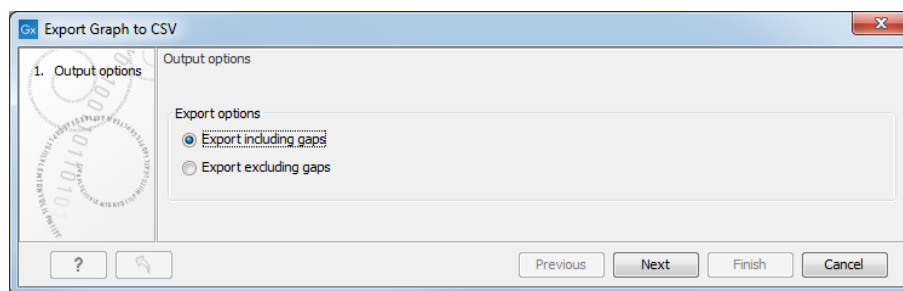 Gx Export Graph to CSV
X
1. Output options
Output options
Export options
Export including gaps
Export excluding gaps
?
Previous
Next
Finish
Cancel